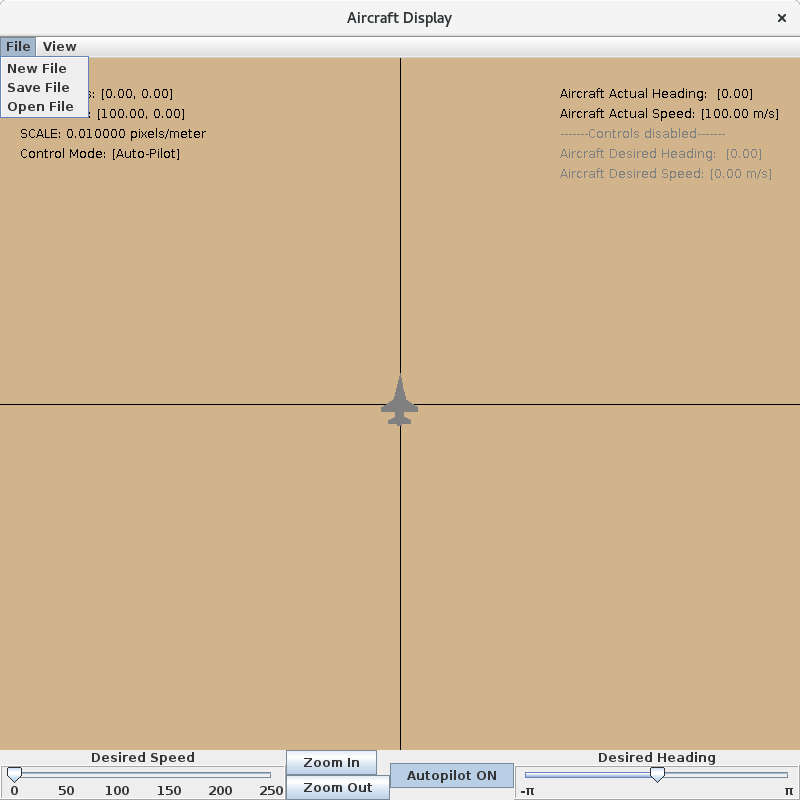 Aircraft Display ×
File View
New File
Save File
Open File
s: [0.00, 0.00]
: [100.00, 0.00]
SCALE: 0.010000 pixels/meter
Control Mode: [Auto-Pilot]
Aircraft Actual Heading: [0.00]
Aircraft Actual Speed: [100.00 m/s]
-------Controls disabled-------
Aircraft Desired Heading: [0.00]
Aircraft Desired Speed: [0.00 m/s]
Desired Speed
0 50 100 150 200 250
Zoom In
Zoom Out
Autopilot ON
Desired Heading
-π π